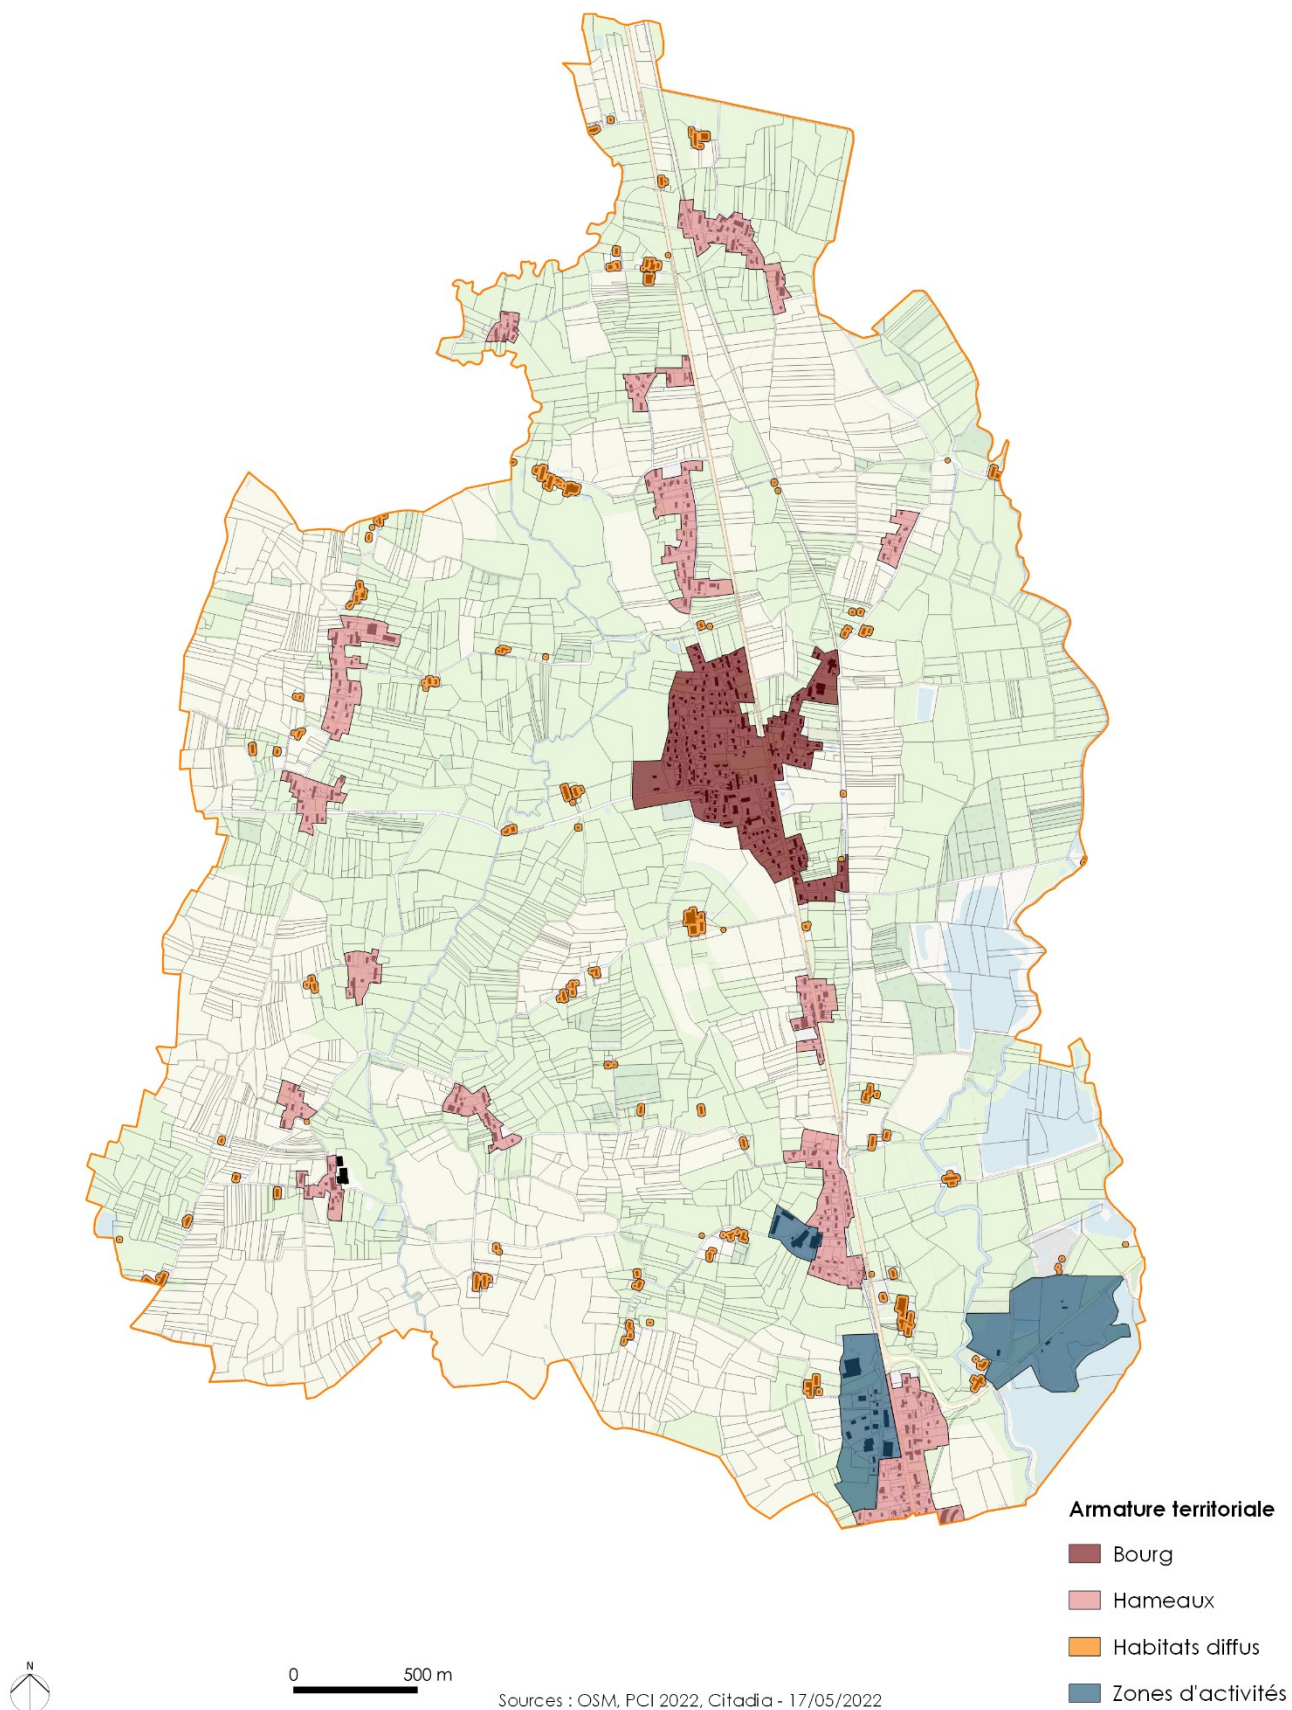 Armature territoriale
Bourg
Hameaux
Habitats diffus
Zones d'activités
N
0 500 m
Sources : OSM, PCI 2022, Citadia - 17/05/2022